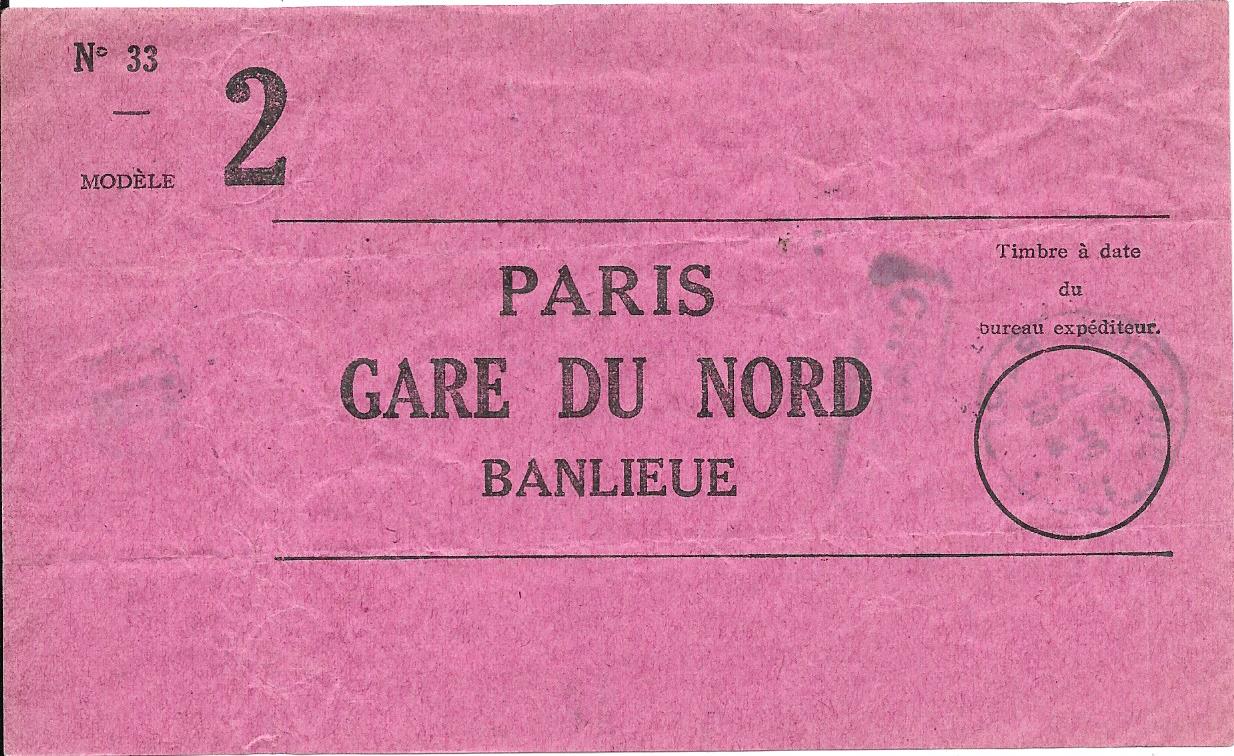 N° 33
2
MODÈLE
Timbre à date
du
bureau expéditeur.
PARIS
GARE DU NORD
BANLIEUE